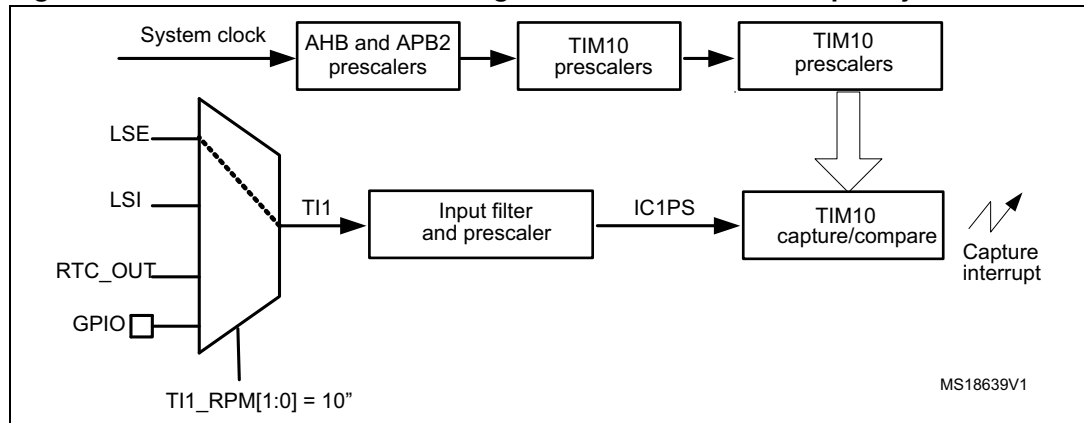 System clock
AHB and APB2
prescalers
TIM10
prescalers
TIM10
prescalers
LSE
LSI
RTC_OUT
GPIO
TI1
Input filter
and prescaler
IC1PS
TIM10
capture/compare
Capture
interrupt
TI1_RPM[1:0] = 10”
MS18639V1